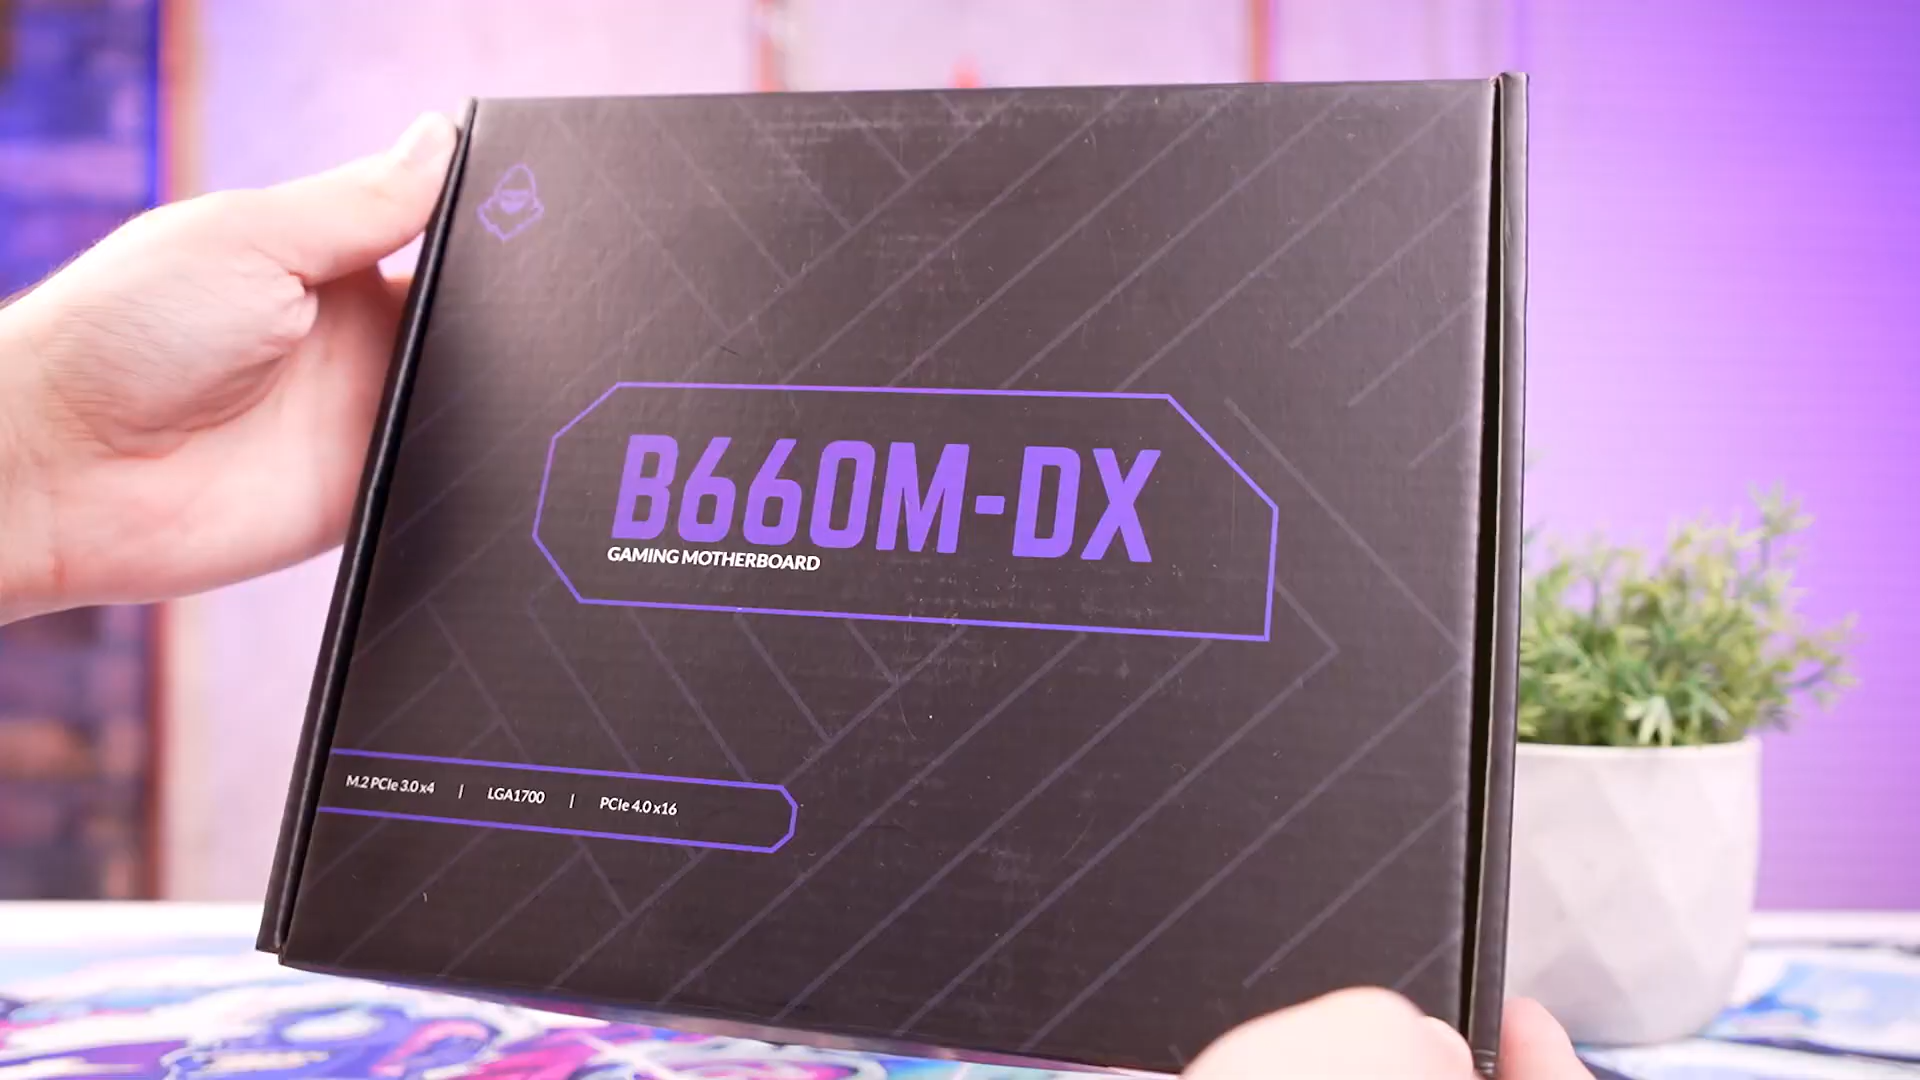 B660M-DX
GAMING MOTHERBOARD
M.2 PCIe 3.0 x4 | LGA1700 | PCIe 4.0 x16